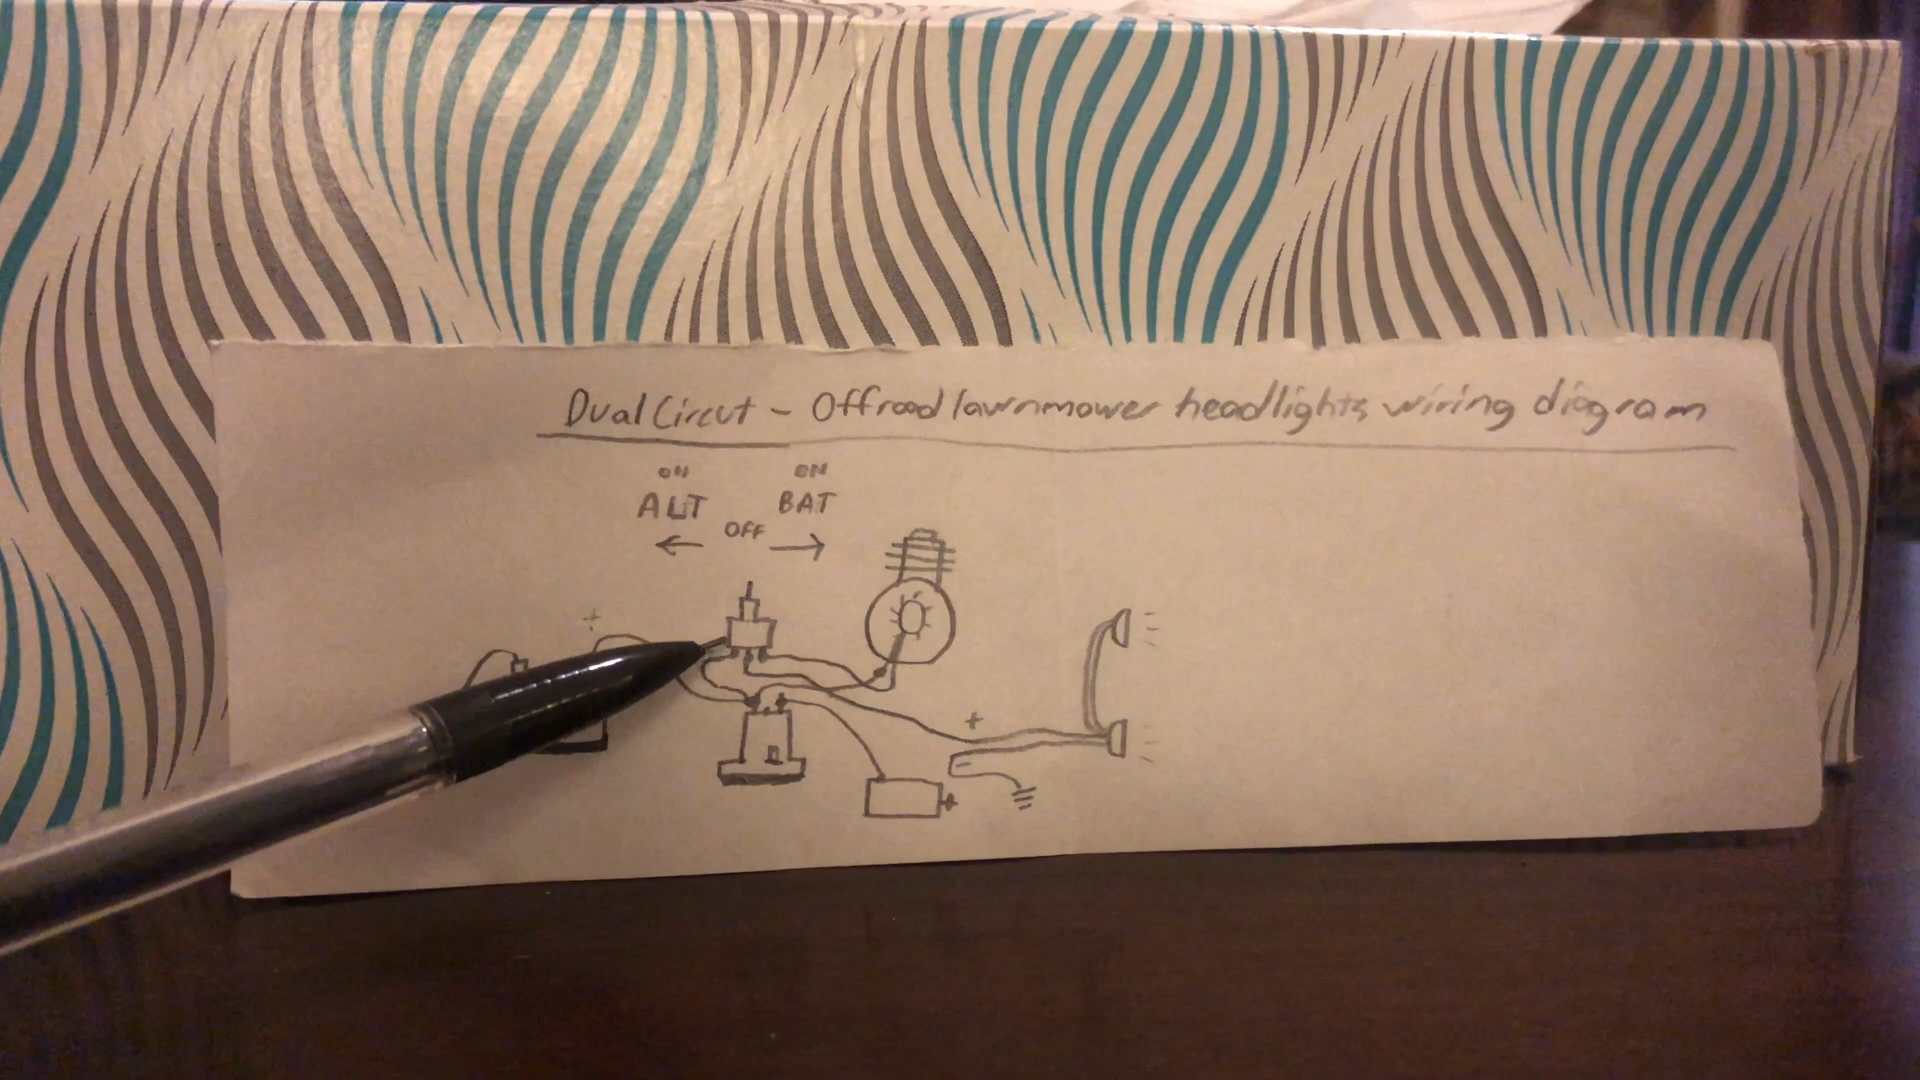 Dual Circut - Offroad lawnmower headlights wiring diagram
ON ON
ALT BAT
OFF
+
+
-